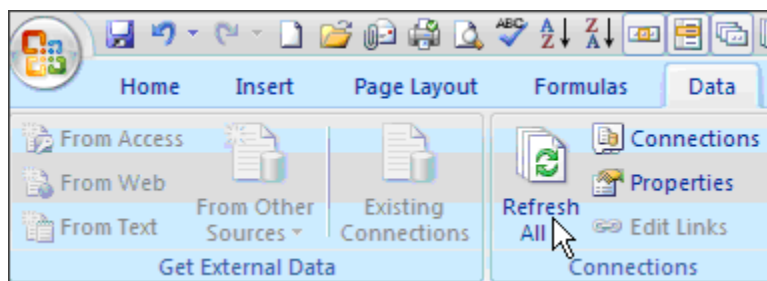 ABC
A
Z
Z
A
Home Insert Page Layout Formulas Data
From Access
From Web
From Text
From Other
Sources
Existing
Connections
Get External Data
Refresh
All
Connections
Properties
Edit Links
Connections